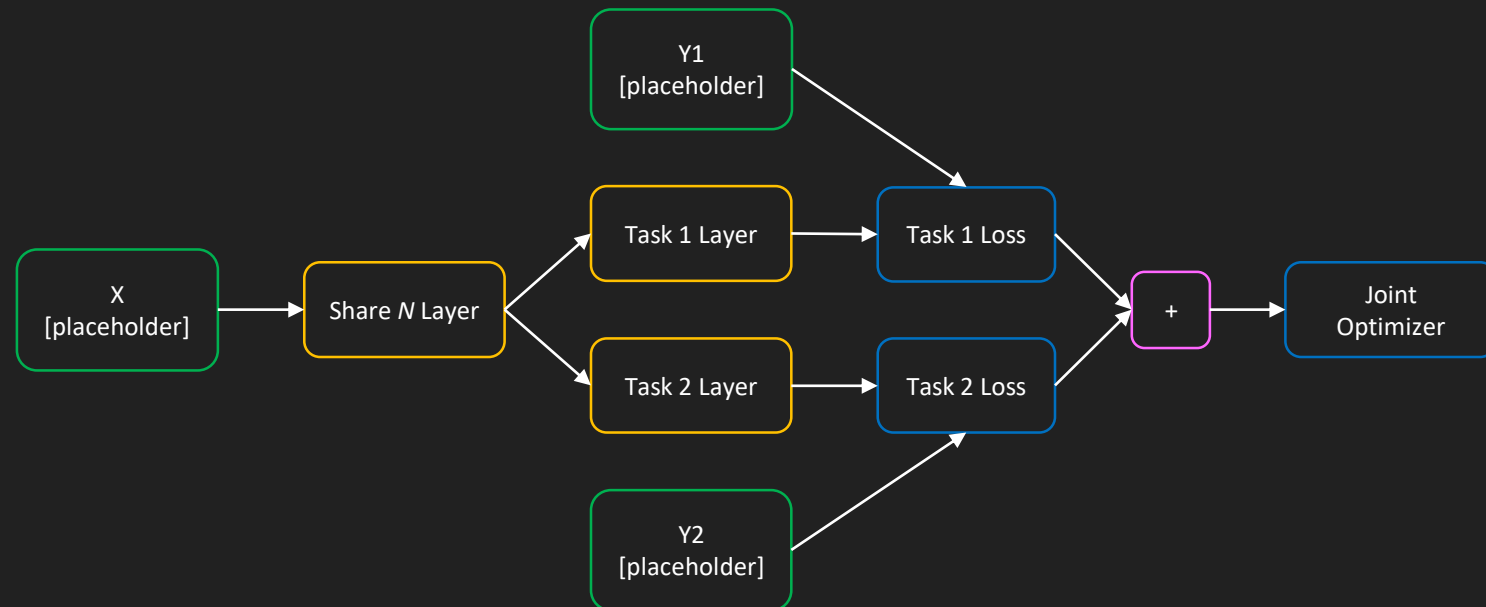 Y1
[placeholder]
Task 1 Layer
Task 1 Loss
X
[placeholder]
Share N Layer
+
Joint
Optimizer
Task 2 Layer
Task 2 Loss
Y2
[placeholder]